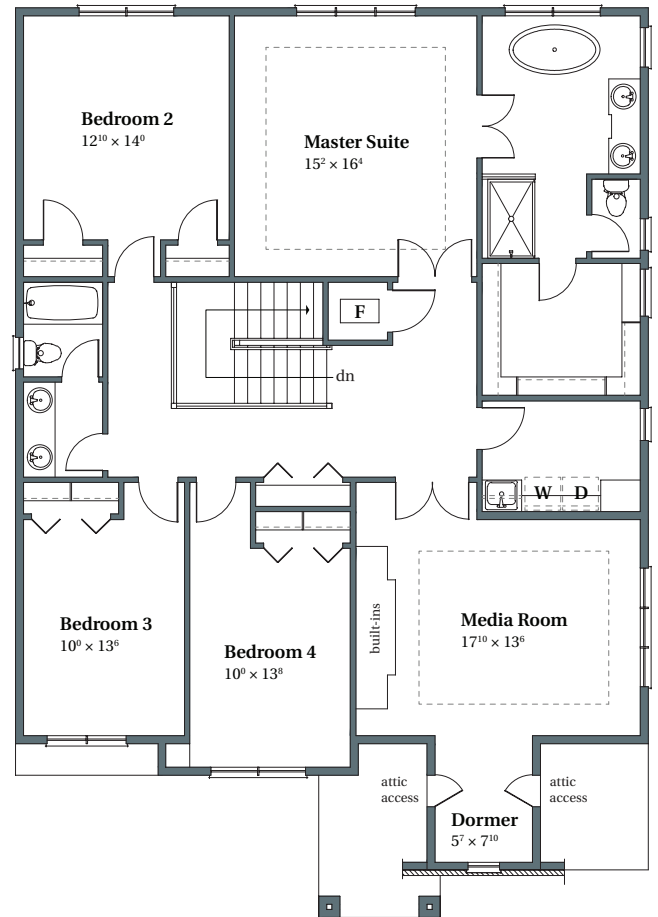 Bedroom 2
12¹⁰ × 14⁰
Master Suite
15² × 16⁴
F
dn
W D
Bedroom 3
10⁰ × 13⁶
Bedroom 4
10⁰ × 13⁸
built-ins
Media Room
17¹⁰ × 13⁶
attic
access
attic
access
Dormer
5⁷ × 7¹⁰